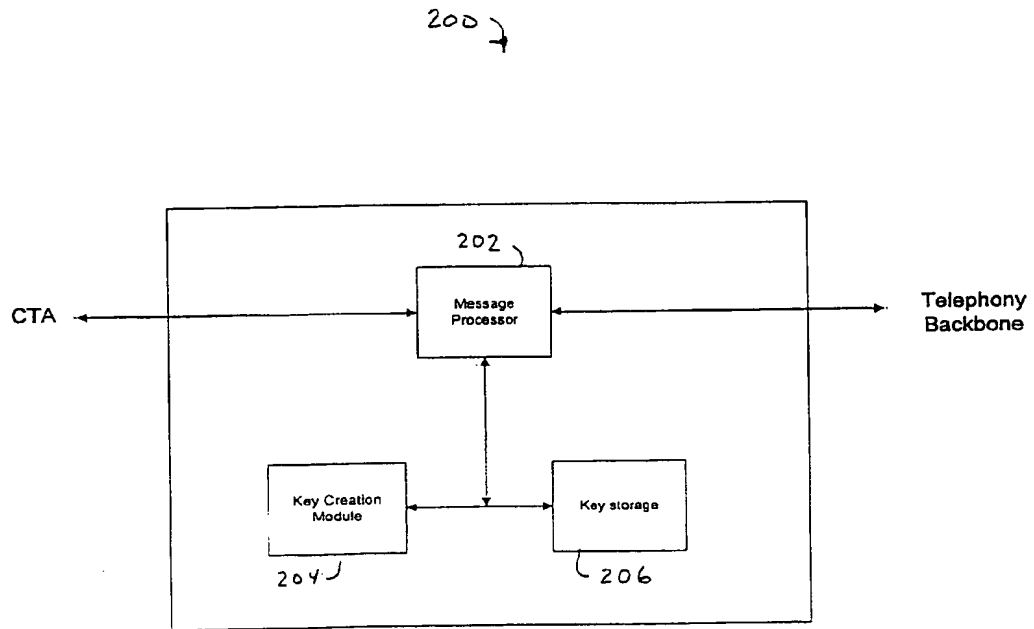 200
202
Message
Processor
CTA
Telephony
Backbone
Key Creation
Module
Key storage
204
206